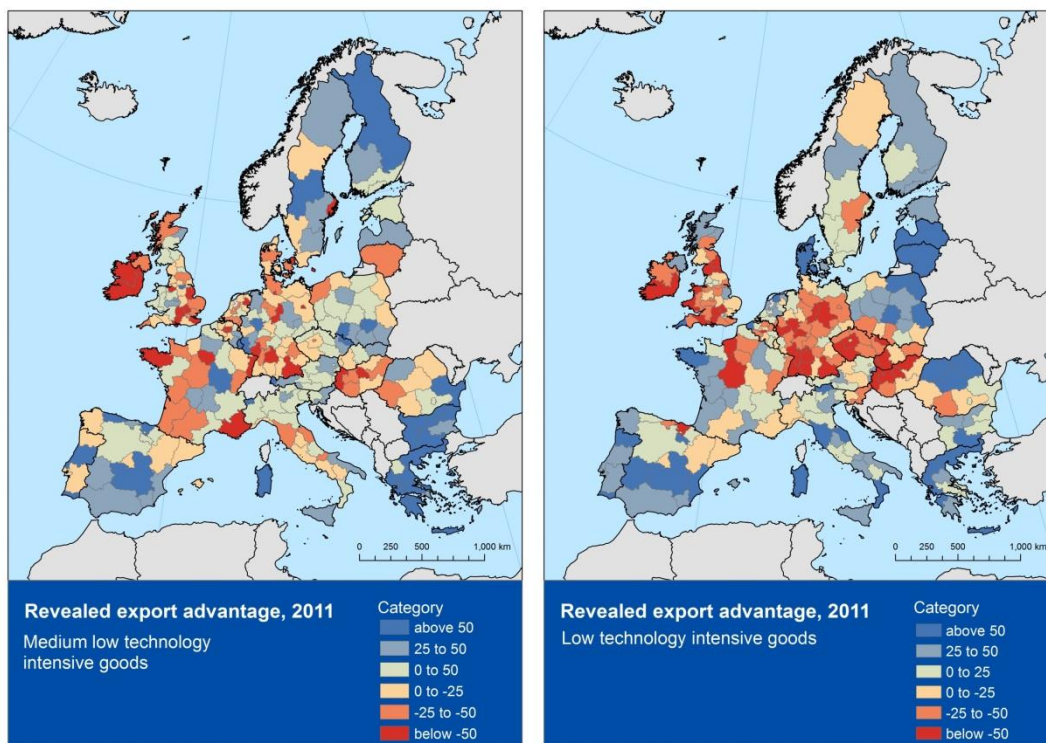 0 250 500 1,000 km
Revealed export advantage, 2011
Medium low technology
intensive goods
Category
above 50
25 to 50
0 to 50
0 to -25
-25 to -50
below -50
0 250 500 1,000 km
Revealed export advantage, 2011
Low technology intensive goods
Category
above 50
25 to 50
0 to 25
0 to -25
-25 to -50
below -50